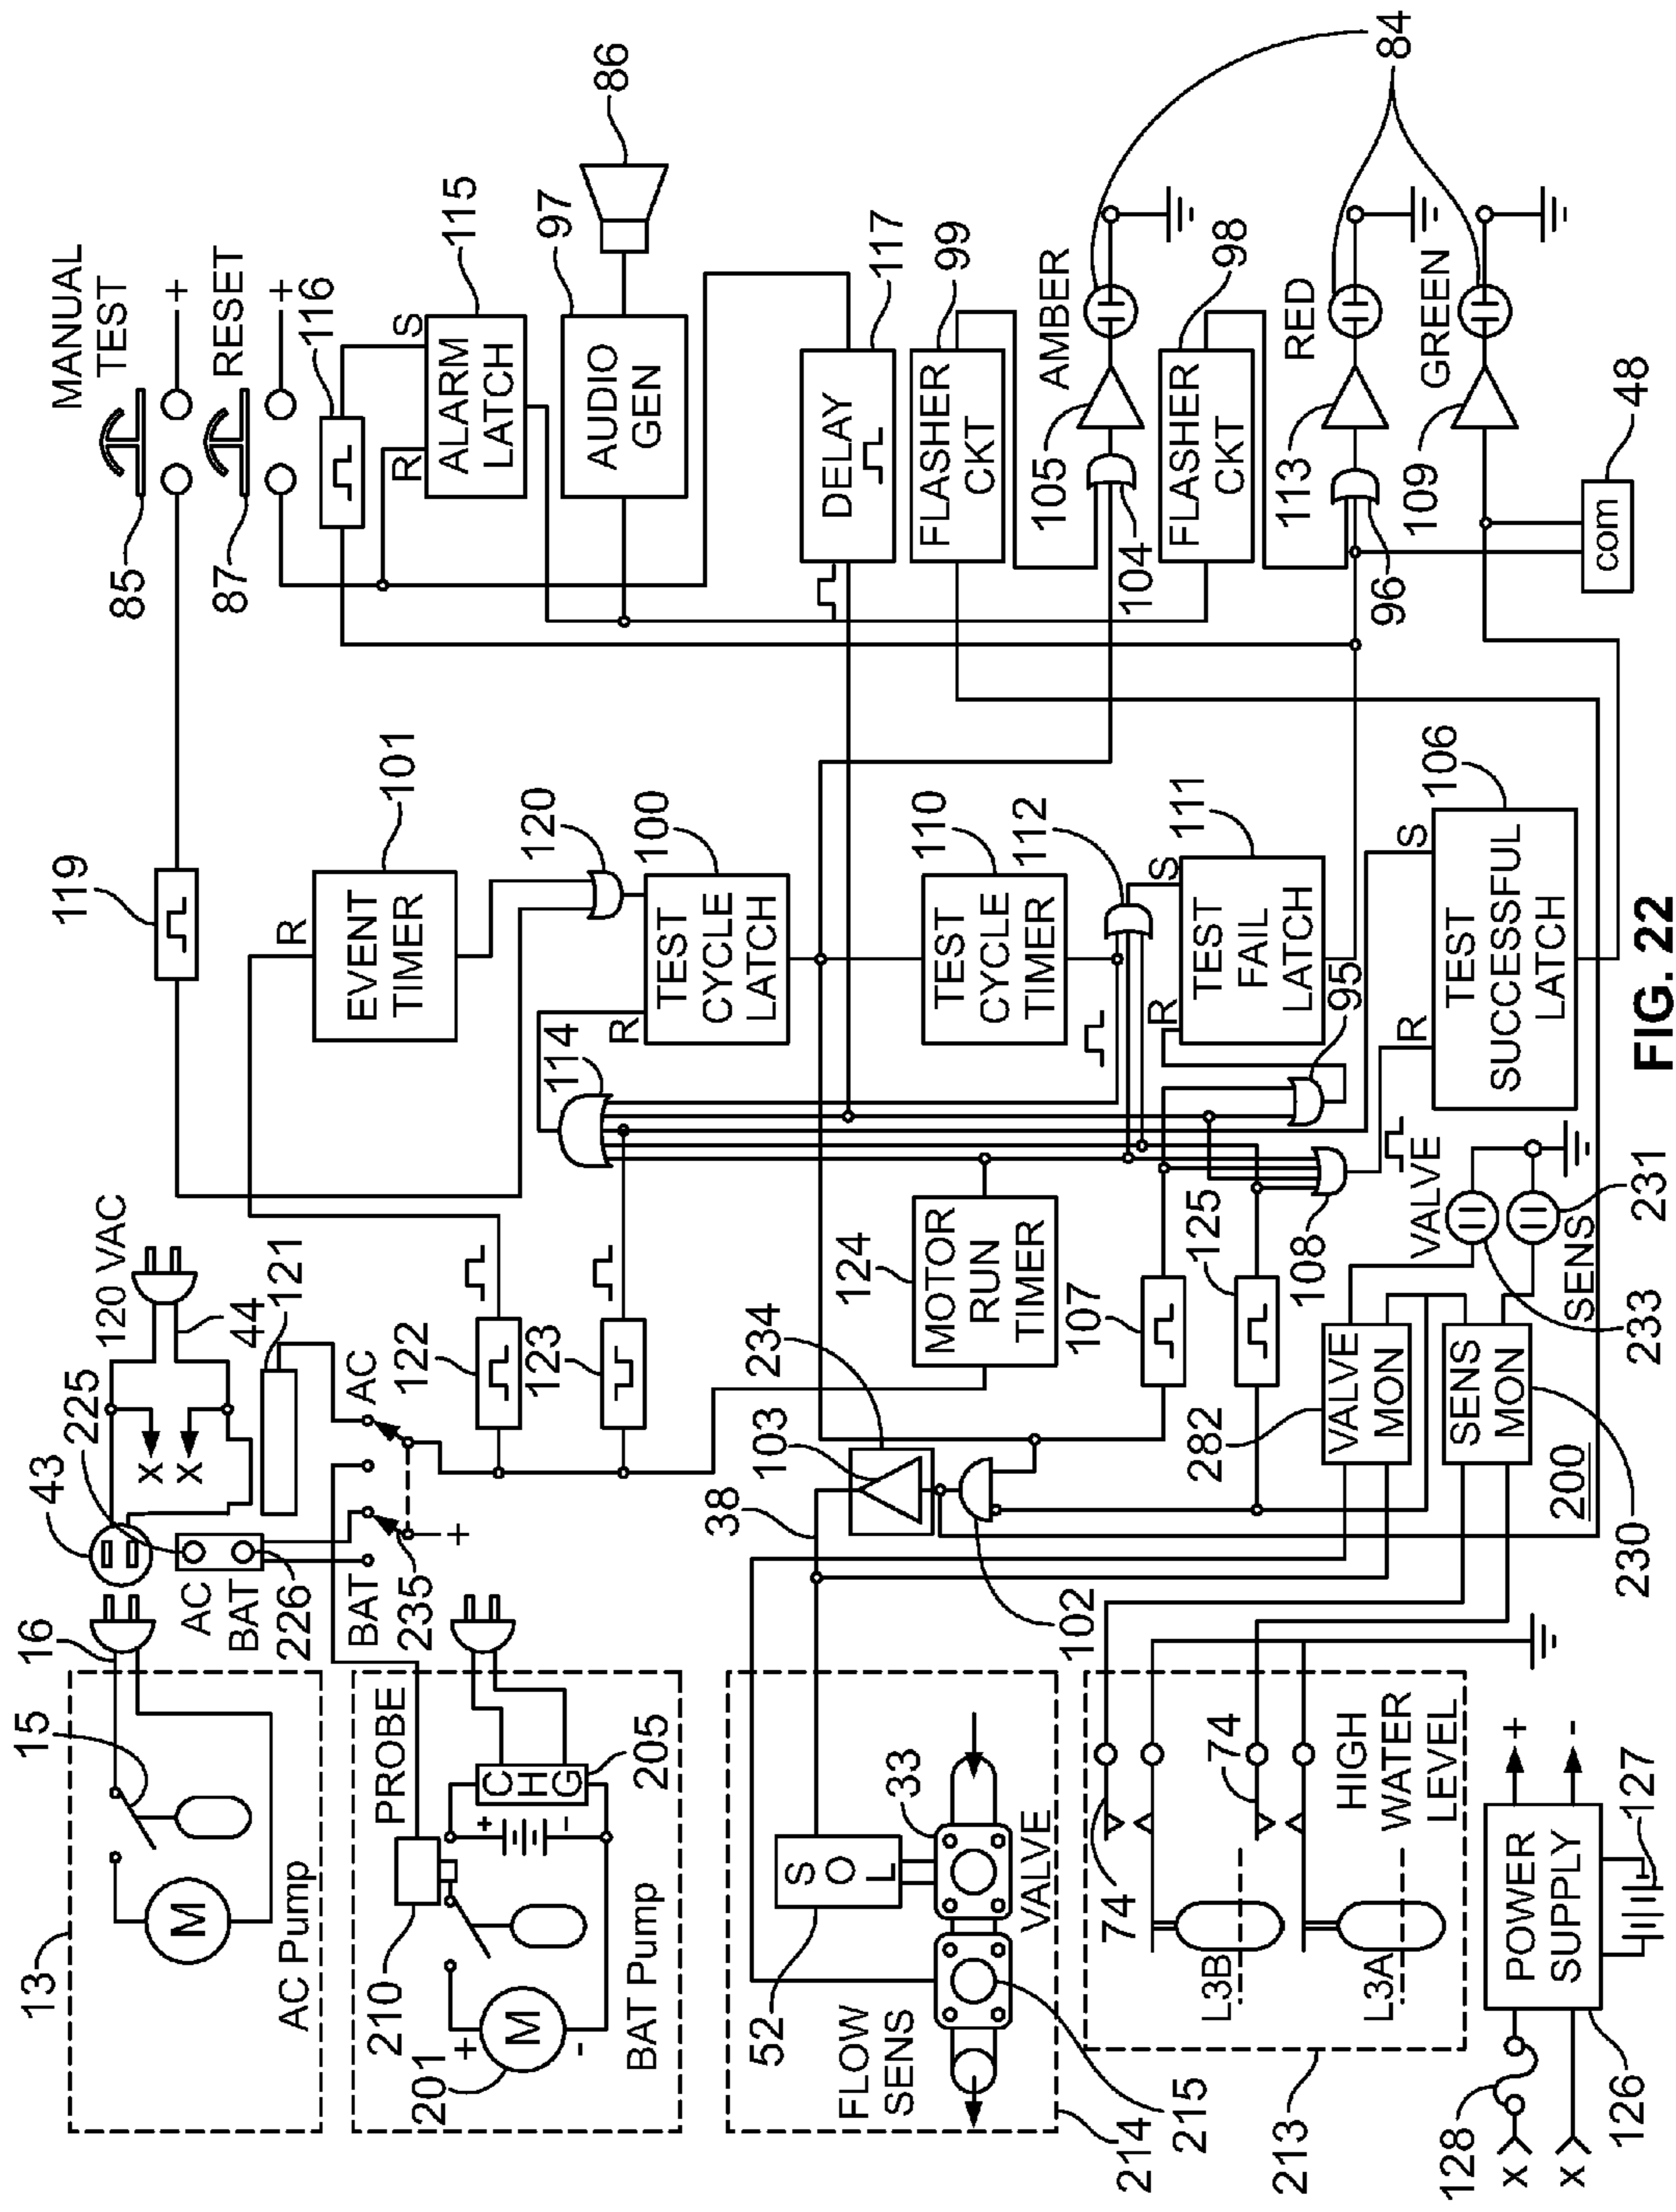 MANUAL
TEST
85
+
RESET
87
+
116
S
R
ALARM
LATCH
115
AUDIO
GEN
97
86
DELAY
117
FLASHER
CKT
99
AMBER
105
104
84
FLASHER
CKT
98
RED
113
96
GREEN
109
com
48
119
R
EVENT
TIMER
101
120
TEST
CYCLE
LATCH
R
100
114
TEST
CYCLE
TIMER
110
112
S
R
TEST
FAIL
LATCH
111
95
S
R
TEST
SUCCESSFUL
LATCH
106
120 VAC
44
121
225
43
X
X
AC
BAT
226
AC
BAT
235
+
122
123
MOTOR
RUN
TIMER
124
234
103
38
102
107
125
108
VALVE
MON
282
SENS
MON
230
VALVE
233
SENS
231
200
16
15
13
M
AC Pump
PROBE
210
CHG
205
+
-
M
+
-
201
BAT Pump
SOL
52
33
VALVE
FLOW
SENS
215
214
74
74
HIGH
WATER
LEVEL
L3B
L3A
213
POWER
SUPPLY
+
-
127
126
128
X
X
FIG. 22